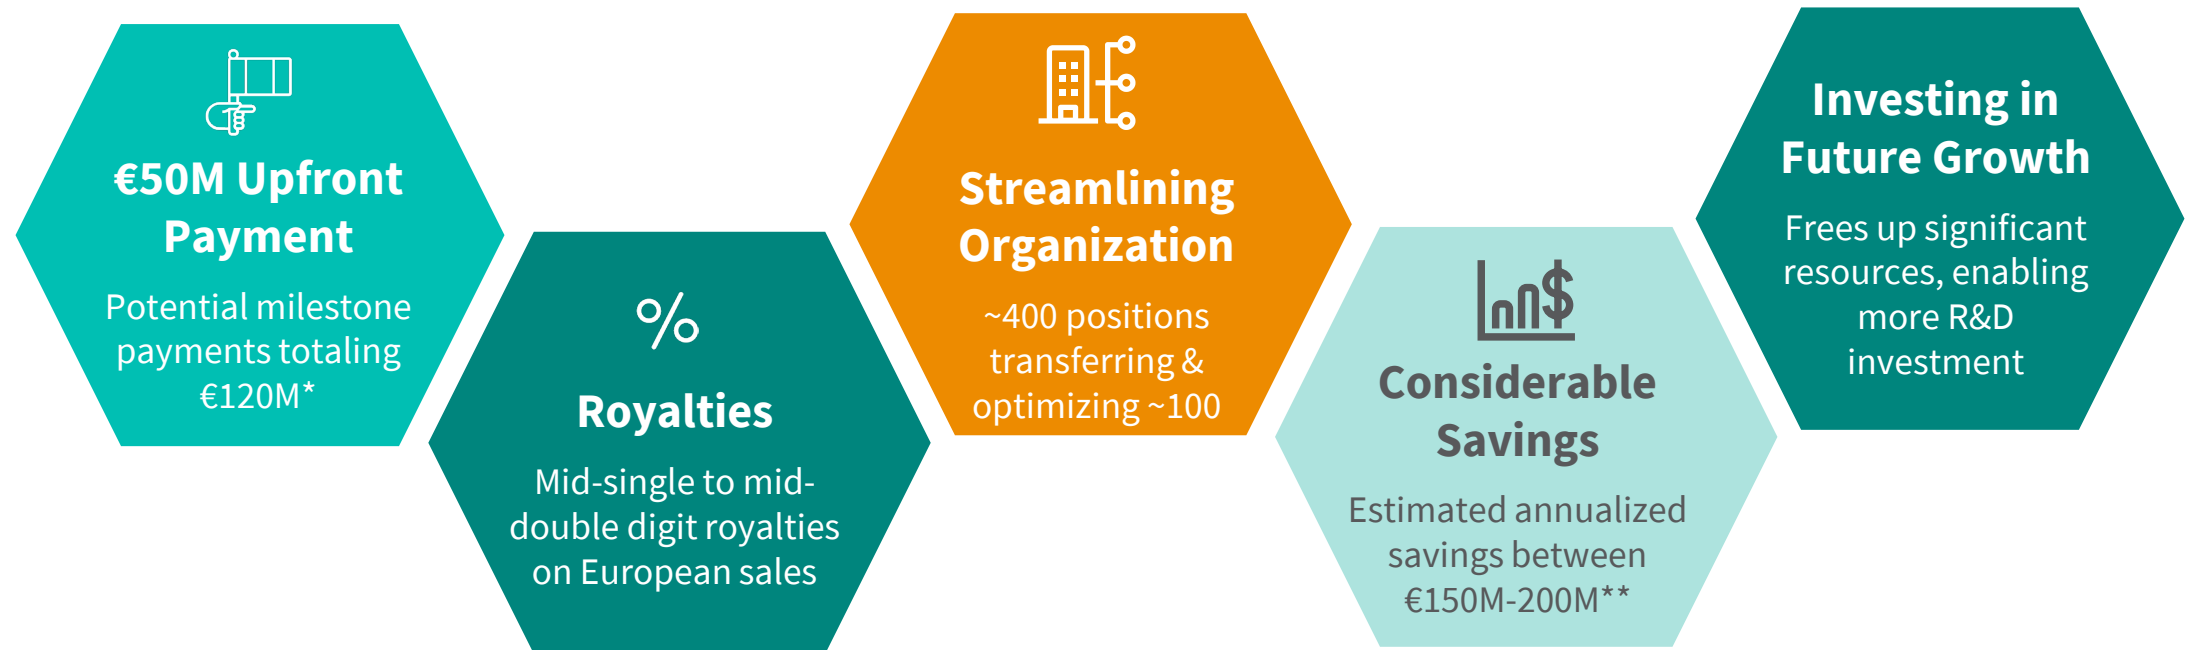 €50M Upfront
Payment
Potential milestone
payments totaling
€120M*
%
Royalties
Mid-single to mid-
double digit royalties
on European sales
Streamlining
Organization
~400 positions
transferring &
optimizing ~100
$
Considerable
Savings
Estimated annualized
savings between
€150M-200M**
Investing in
Future Growth
Frees up significant
resources, enabling
more R&D
investment